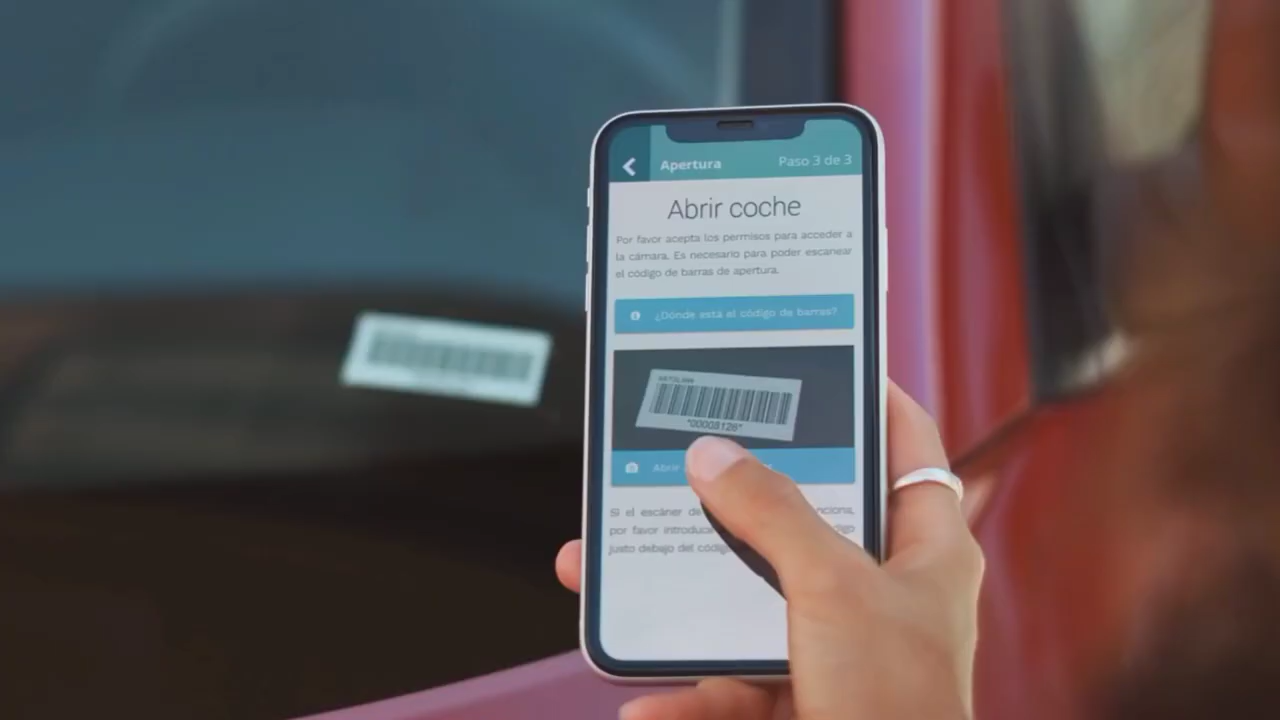 Apertura
Paso 3 de 3
Abrir coche
Por favor acepta los permisos para acceder a
la cámara. Es necesario para poder escanear
el código de barras de apertura.
¿Dónde está el código de barras?
*00008126*
Abrir
Si el escáner de
por favor introduce
justo debajo del